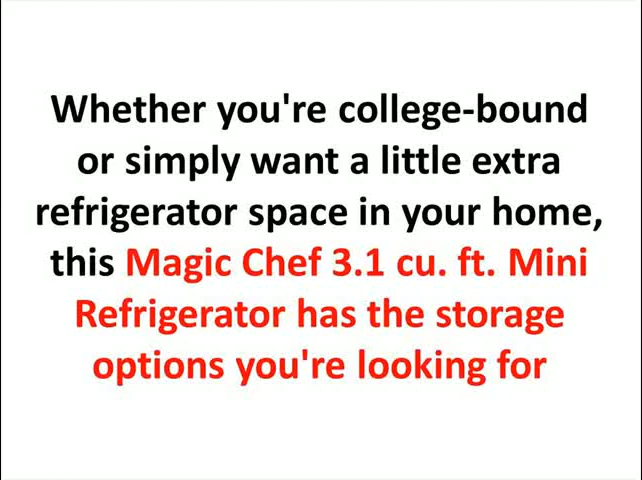 Whether you're college-bound
or simply want a little extra
refrigerator space in your home,
this Magic Chef 3.1 cu. ft. Mini
Refrigerator has the storage
options you're looking for